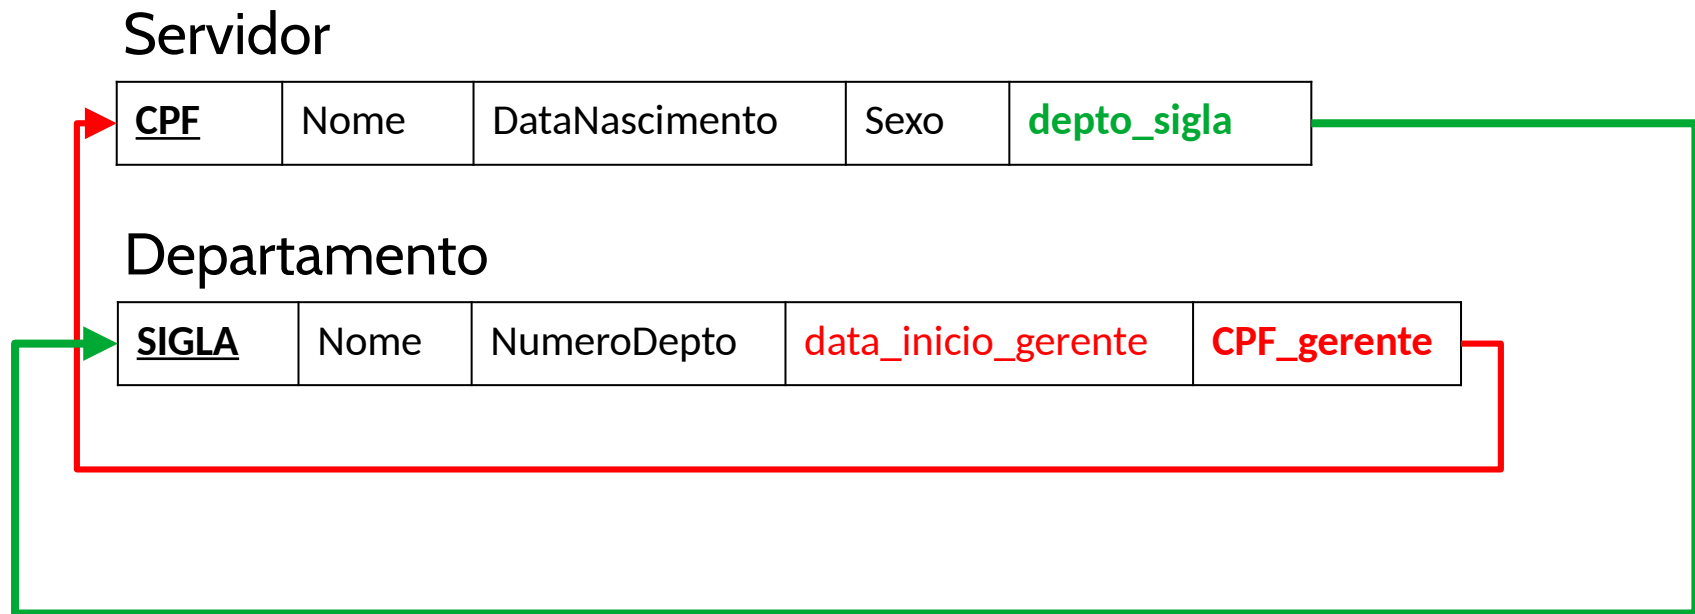 Servidor
CPF Nome DataNascimento Sexo depto_sigla
Departamento
SIGLA Nome NumeroDepto data_inicio_gerente CPF_gerente